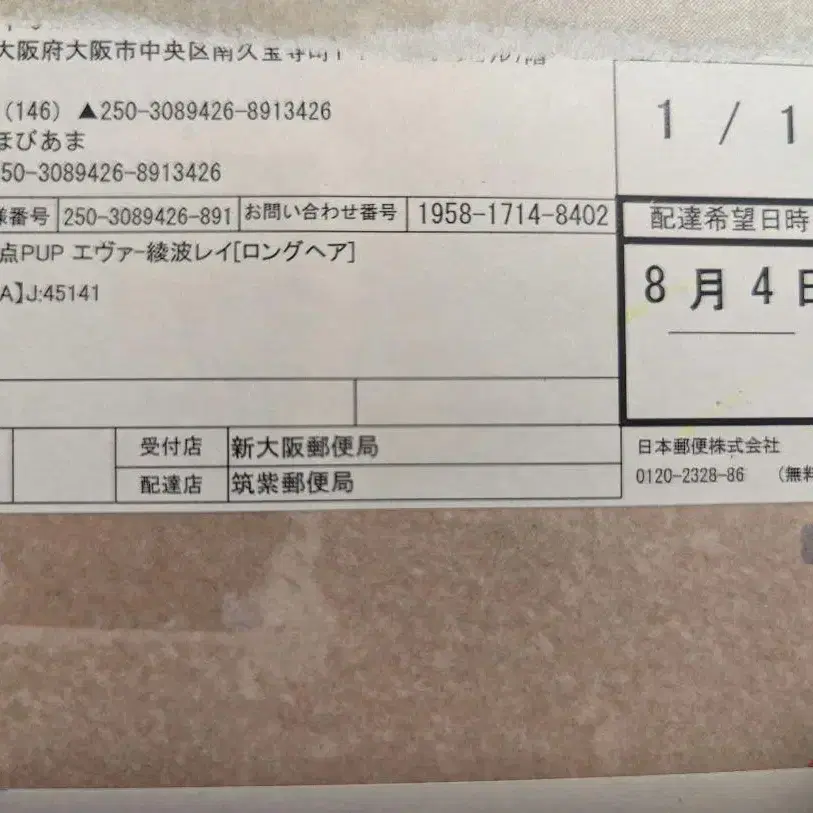 大阪府大阪市中央区南久宝寺町
(146) ▲250-3089426-8913426
ほびあま
50-3089426-8913426
1 / 1
様番号 250-3089426-891 お問い合わせ番号 1958-1714-8402
配達希望日時
点PUP エヴァ-綾波レイ[ロングヘア]
A】J:45141
8月4日
受付店 新大阪郵便局
配達店 筑紫郵便局
日本郵便株式会社
0120-2328-86 (無料